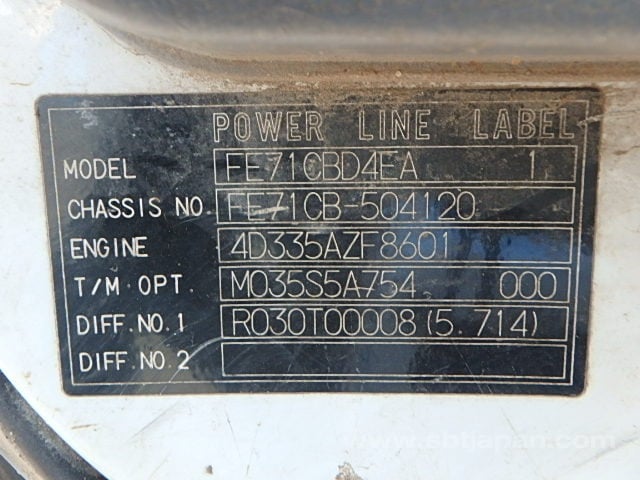 POWER LINE LABEL
MODEL FE71CBD4EA 1
CHASSIS NO. FE71CB-504120
ENGINE 4D335AZF8601
T/M OPT. M035S5A754 000
DIFF.NO.1 R030T00008(5.714)
DIFF.NO.2
www.sbtjapan.com